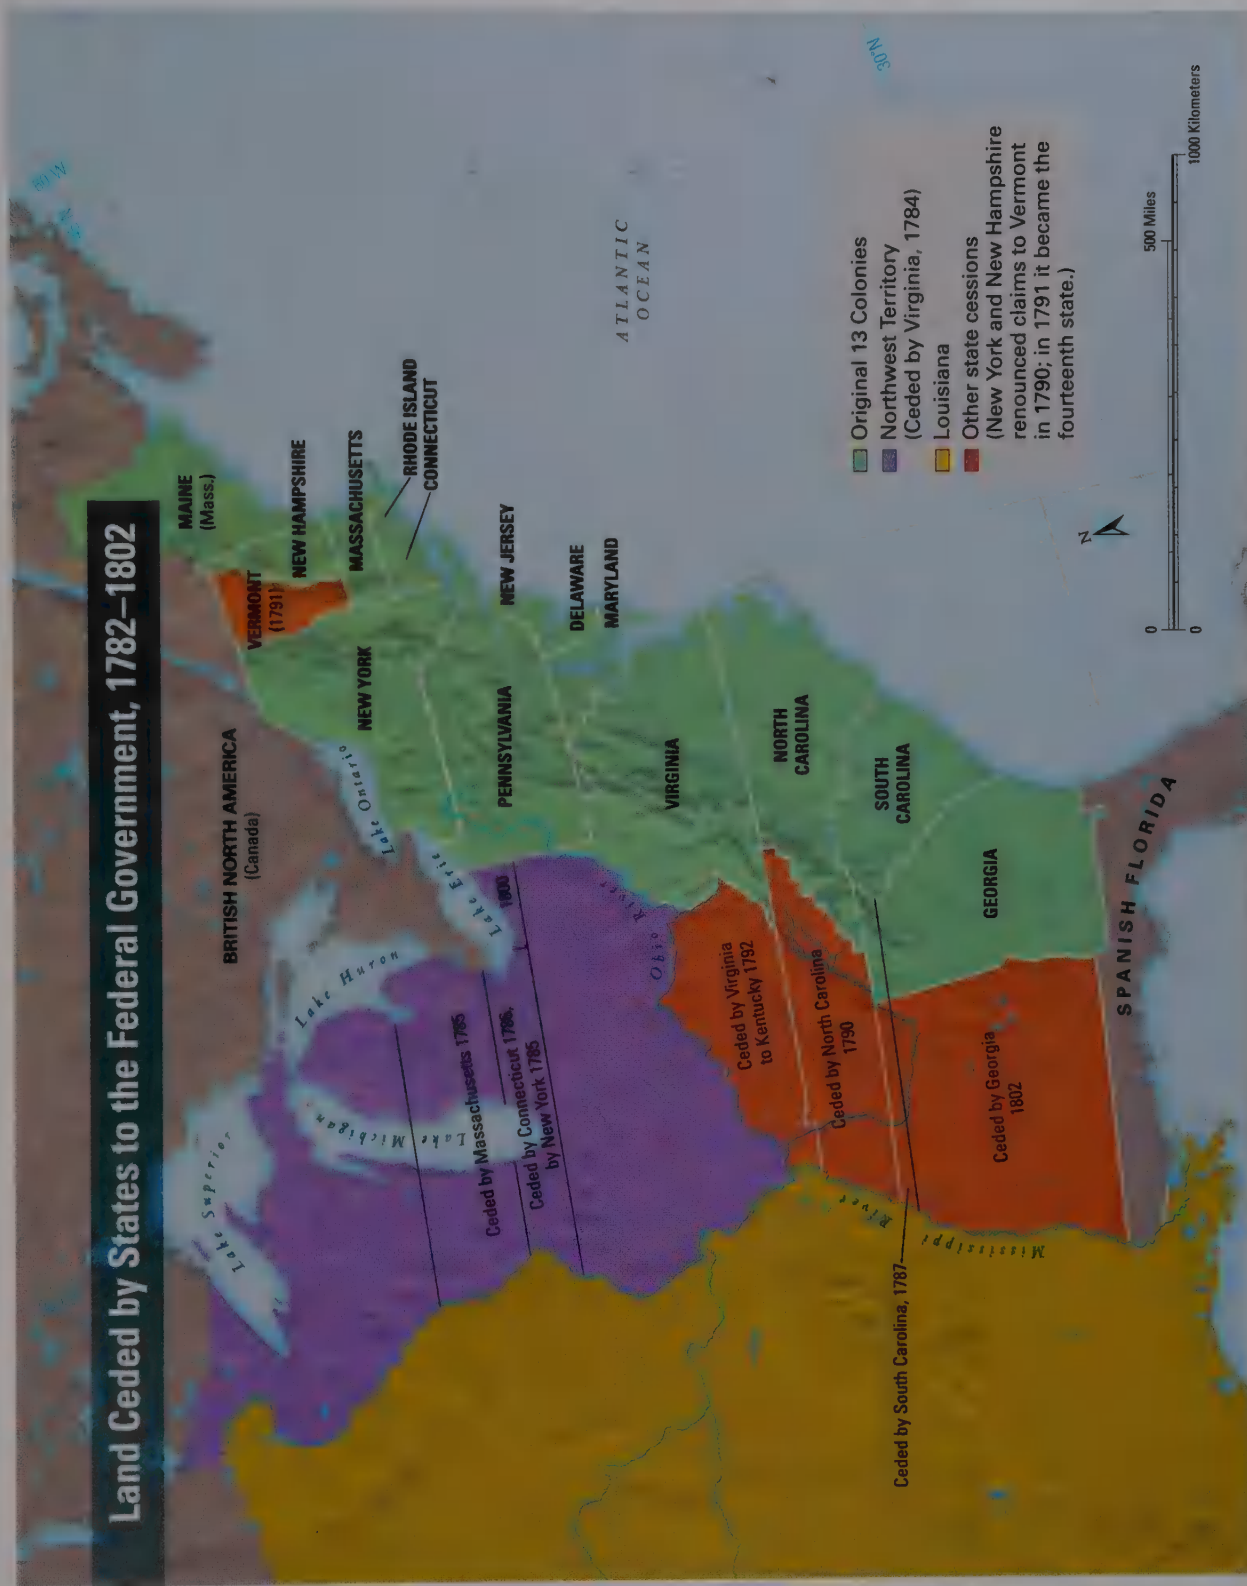 Land Ceded by States to the Federal Government, 1782–1802
BRITISH NORTH AMERICA
(Canada)
Lake Superior
Lake Huron
Lake Michigan
Lake Ontario
Lake Erie
MAINE
(Mass.)
VERMONT
(1791)
NEW HAMPSHIRE
MASSACHUSETTS
RHODE ISLAND
CONNECTICUT
NEW YORK
PENNSYLVANIA
NEW JERSEY
DELAWARE
MARYLAND
VIRGINIA
NORTH
CAROLINA
SOUTH
CAROLINA
GEORGIA
1800
Ceded by Massachusetts 1785
Ceded by Connecticut 1786,
by New York 1785
Ohio River
Ceded by Virginia
to Kentucky 1792
Ceded by North Carolina
1790
Ceded by Georgia
1802
Ceded by South Carolina, 1787
Mississippi River
SPANISH FLORIDA
ATLANTIC
OCEAN
30°N
Original 13 Colonies
Northwest Territory
(Ceded by Virginia, 1784)
Louisiana
Other state cessions
(New York and New Hampshire
renounced claims to Vermont
in 1790; in 1791 it became the
fourteenth state.)
N
0 500 Miles
0 1000 Kilometers